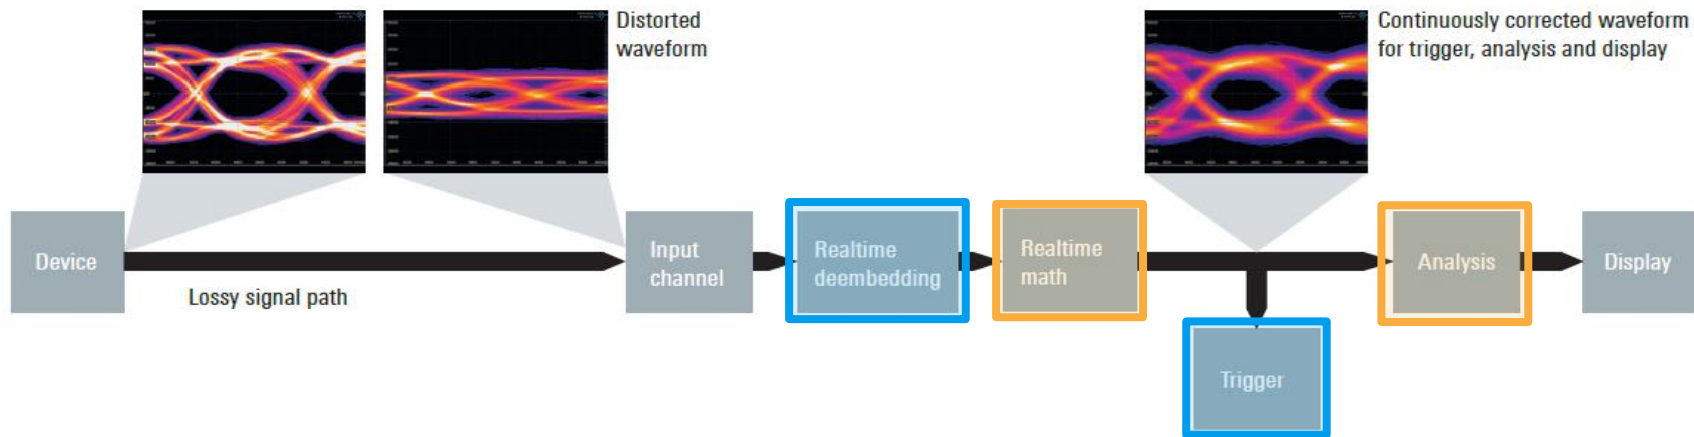 Distorted
waveform
Continuously corrected waveform
for trigger, analysis and display
Device
Lossy signal path
Input
channel
Realtime
deembedding
Realtime
math
Analysis
Display
Trigger